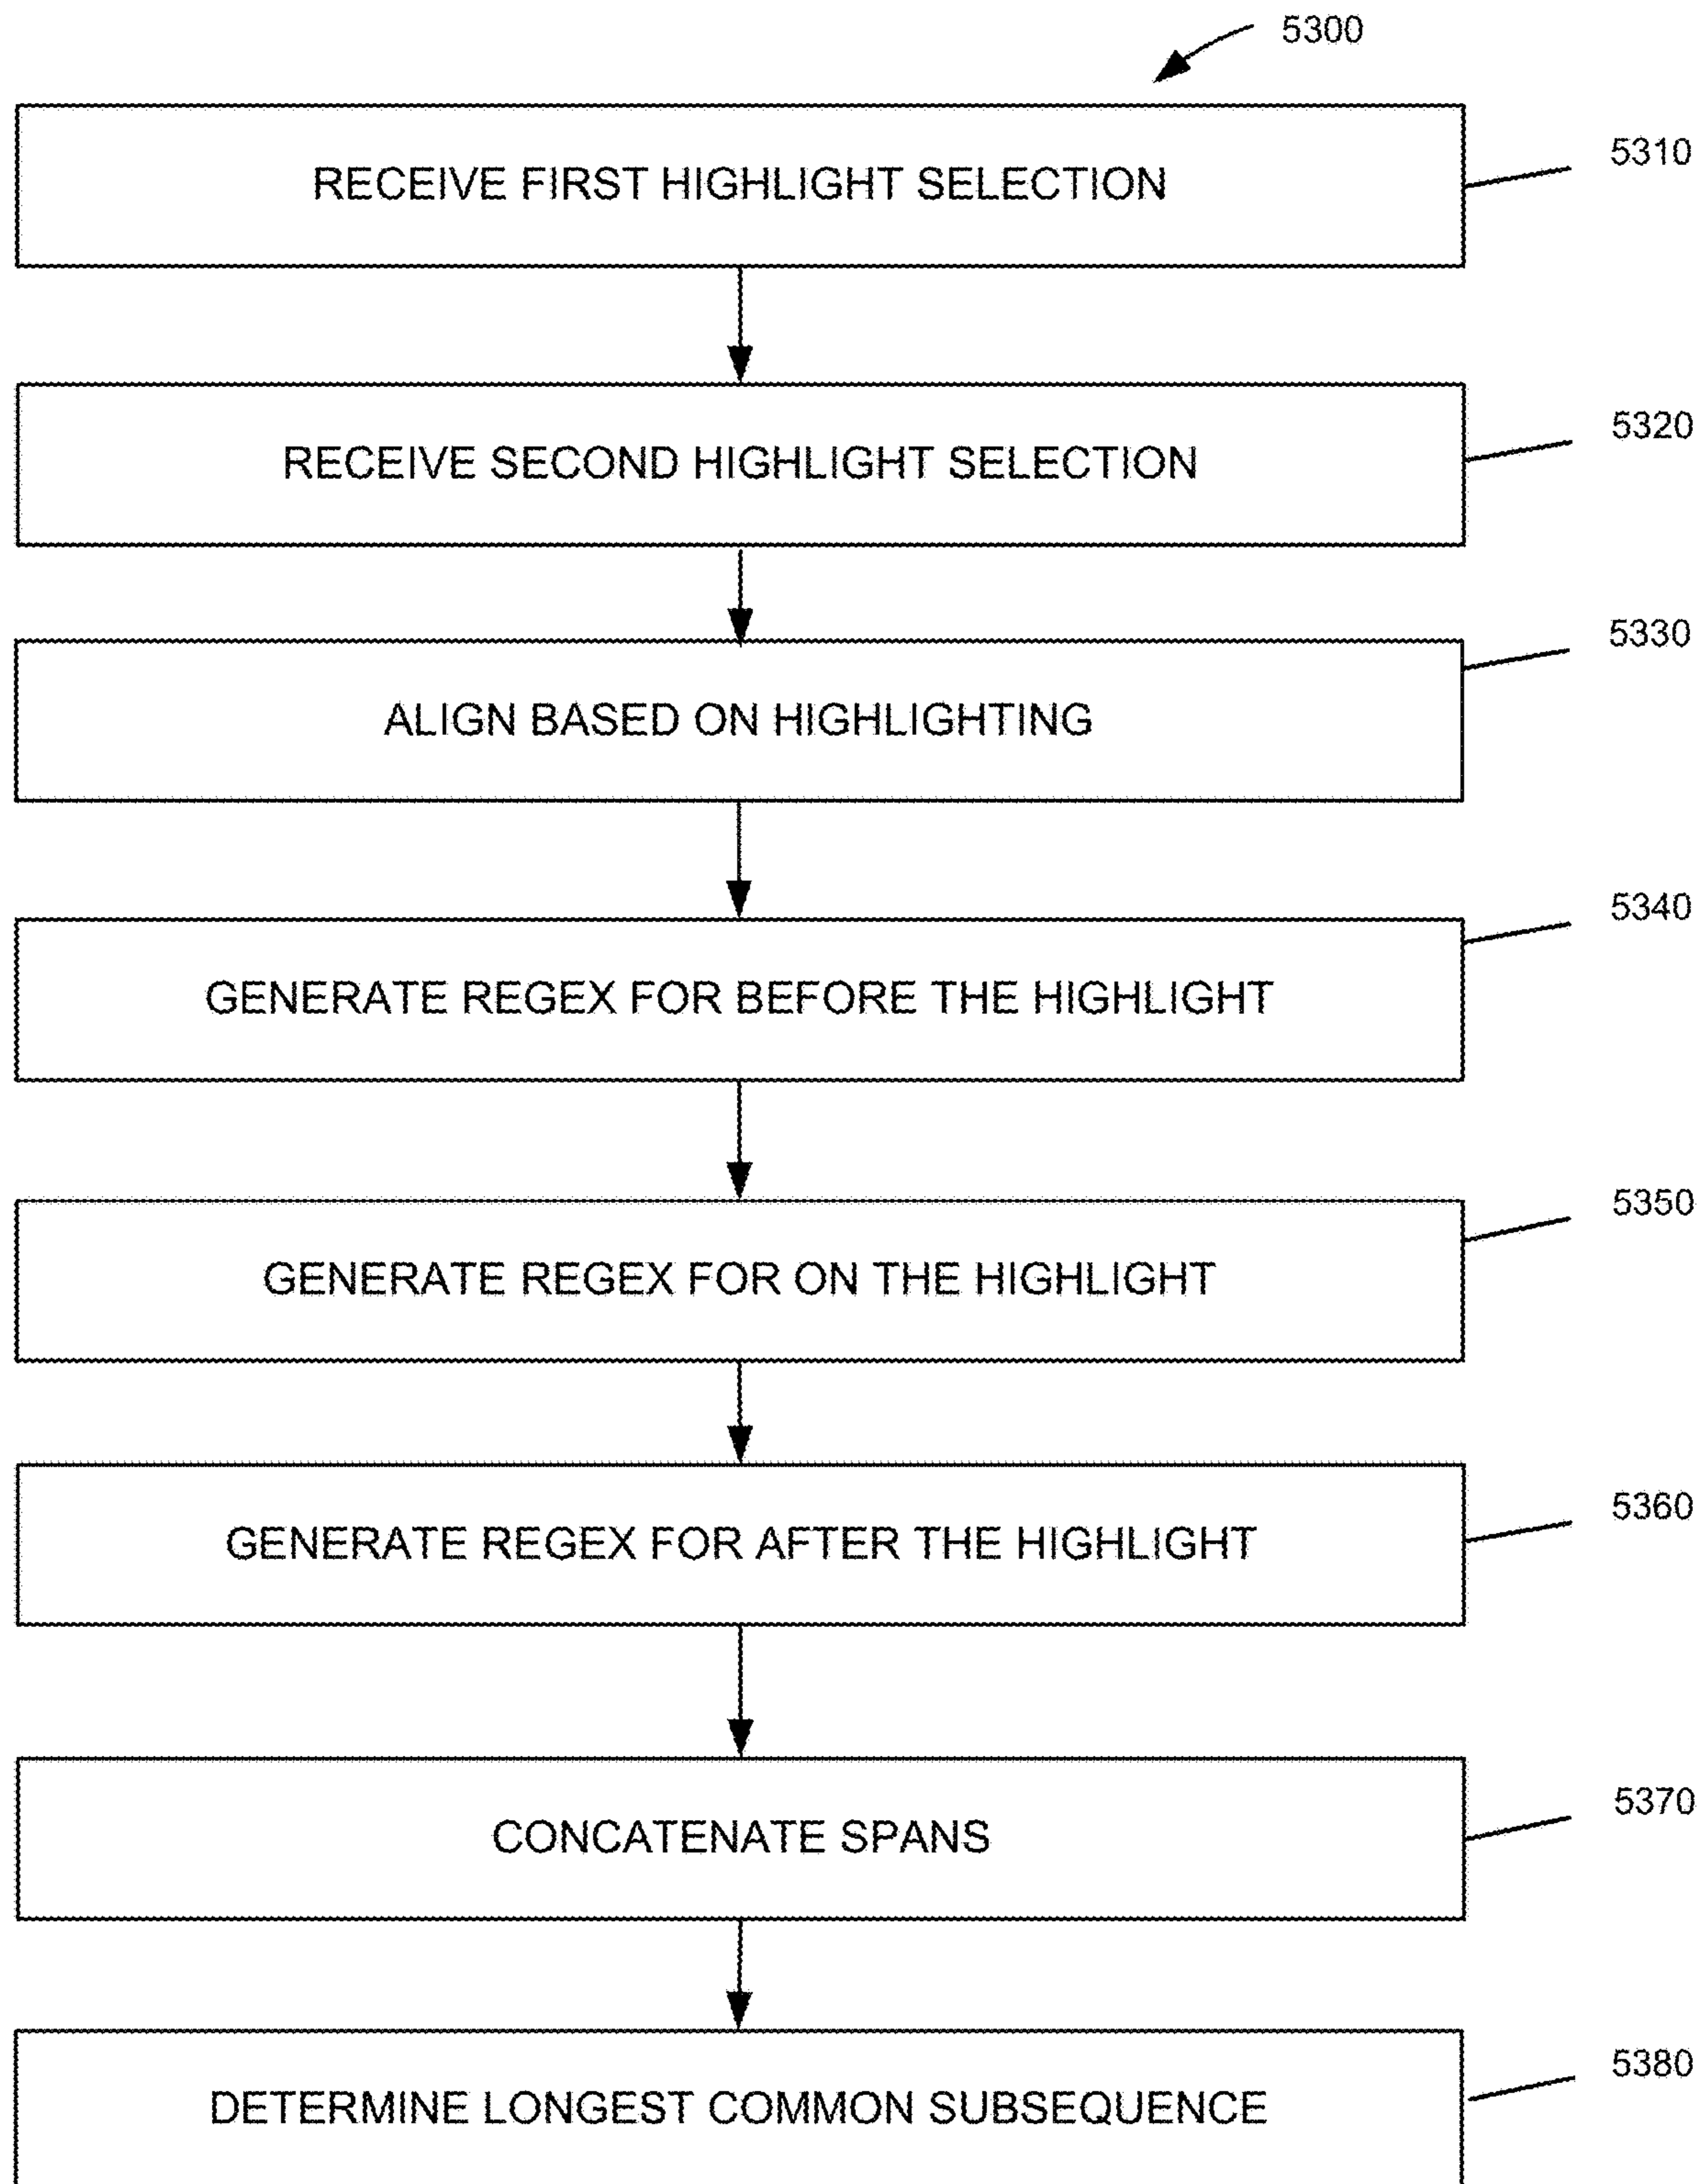 5300
RECEIVE FIRST HIGHLIGHT SELECTION
5310
RECEIVE SECOND HIGHLIGHT SELECTION
5320
ALIGN BASED ON HIGHLIGHTING
5330
GENERATE REGEX FOR BEFORE THE HIGHLIGHT
5340
GENERATE REGEX FOR ON THE HIGHLIGHT
5350
GENERATE REGEX FOR AFTER THE HIGHLIGHT
5360
CONCATENATE SPANS
5370
DETERMINE LONGEST COMMON SUBSEQUENCE
5380